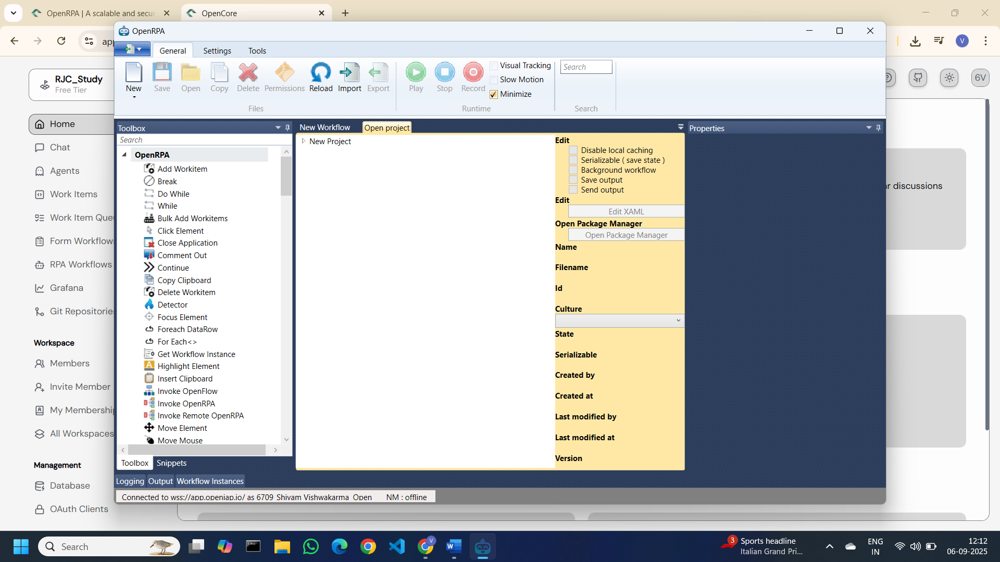 OpenRPA | A scalable and secur
OpenCore
OpenRPA
General
Settings
Tools
New
Save
Open
Copy
Delete
Permissions
Reload
Import
Export
Files
Play
Stop
Record
Visual Tracking
Slow Motion
Minimize
Runtime
Search
Search
V
6V
RJC_Study
Free Tier
Home
Chat
Agents
Work Items
Work Item Que
Form Workflows
RPA Workflows
Grafana
Git Repositories
Workspace
Members
Invite Member
My Membership
All Workspaces
Management
Database
OAuth Clients
Toolbox
Search
OpenRPA
Add Workitem
Break
Do While
While
Bulk Add Workitems
Click Element
Close Application
Comment Out
Continue
Copy Clipboard
Delete Workitem
Detector
Focus Element
Foreach DataRow
For Each<>
Get Workflow Instance
Highlight Element
Insert Clipboard
Invoke OpenFlow
Invoke OpenRPA
Invoke Remote OpenRPA
Move Element
Move Mouse
Toolbox
Snippets
New Workflow
Open project
New Project
Edit
Disable local caching
Serializable ( save state )
Background workflow
Save output
Send output
Edit
Edit XAML
Open Package Manager
Open Package Manager
Name
Filename
Id
Culture
State
Serializable
Created by
Created at
Last modified by
Last modified at
Version
Properties
discussions
Logging
Output
Workflow Instances
Connected to wss://app.openiap.io/ as 6709 Shivam Vishwakarma Open
NM : offline
Search
V
3
Sports headline
Italian Grand Pri...
ENG
IN
12:12
06-09-2025